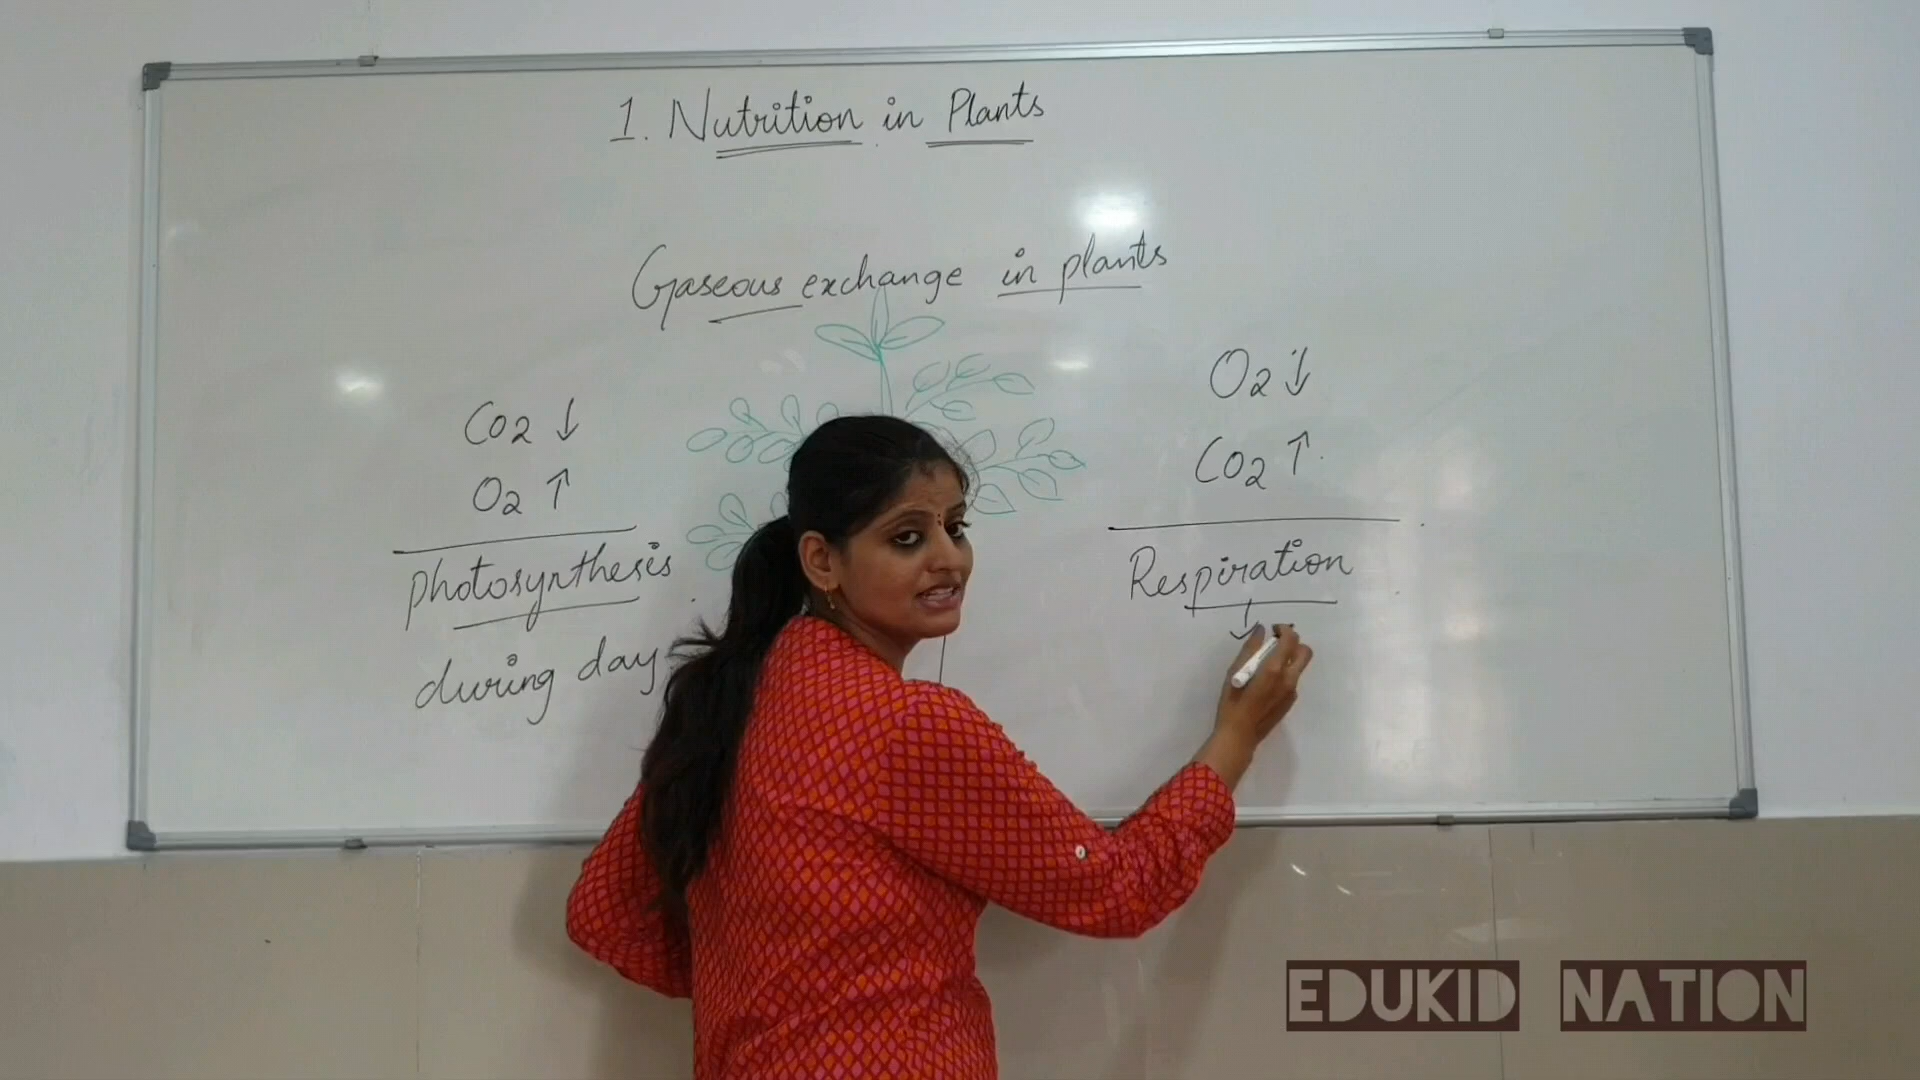 1. Nutrition in Plants
Gaseous exchange in plants
CO2 ↓
O2 ↑
Photosynthesis
during day
O2 ↓
CO2 ↑
Respiration
EDUKID NATION